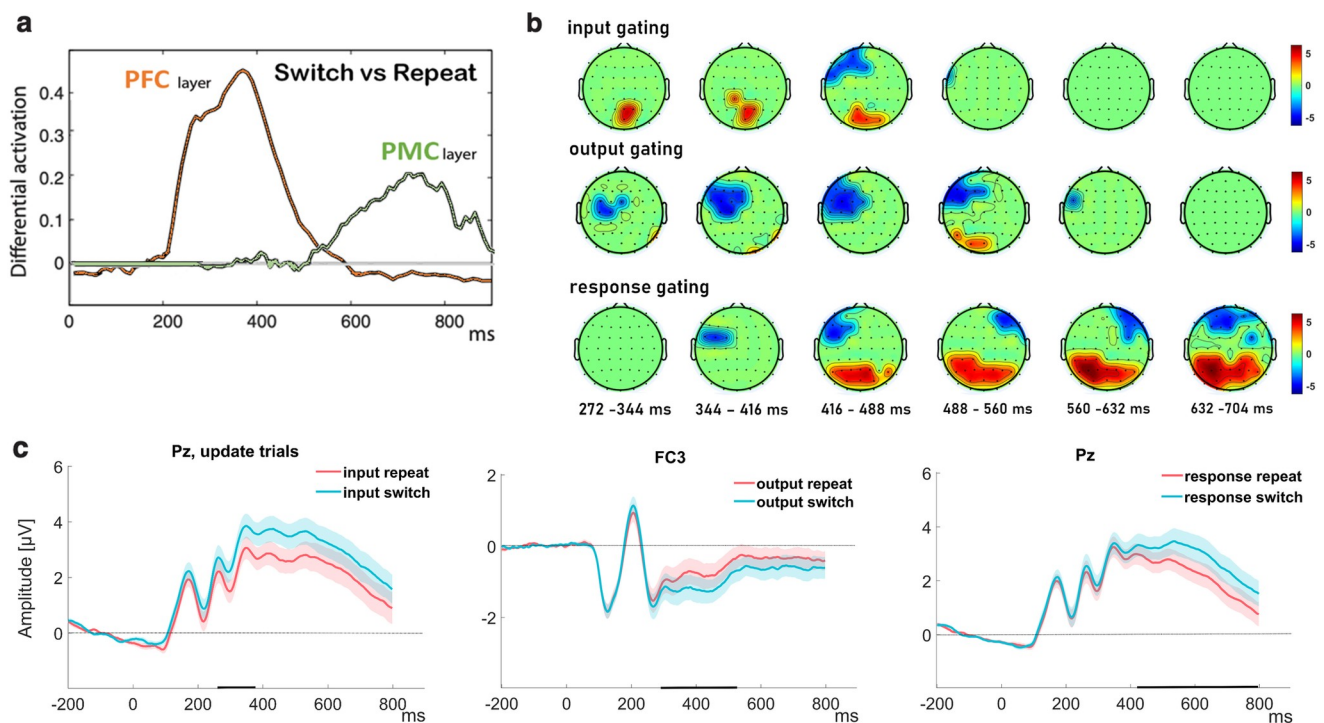 a
Switch vs Repeat
PFC layer
PMC layer
Differential activation
0.4
0.3
0.2
0.1
0
0 200 400 600 800
ms
b
input gating
5
0
-5
output gating
5
0
-5
response gating
5
0
-5
272 -344 ms 344 – 416 ms 416 – 488 ms 488 – 560 ms 560 -632 ms 632 -704 ms
c
Pz, update trials
input repeat
input switch
Amplitude [µV]
6
4
2
0
-200 0 200 400 600 800
ms
FC3
output repeat
output switch
2
0
-2
-200 0 200 400 600 800
ms
Pz
response repeat
response switch
6
4
2
0
-200 0 200 400 600 800
ms